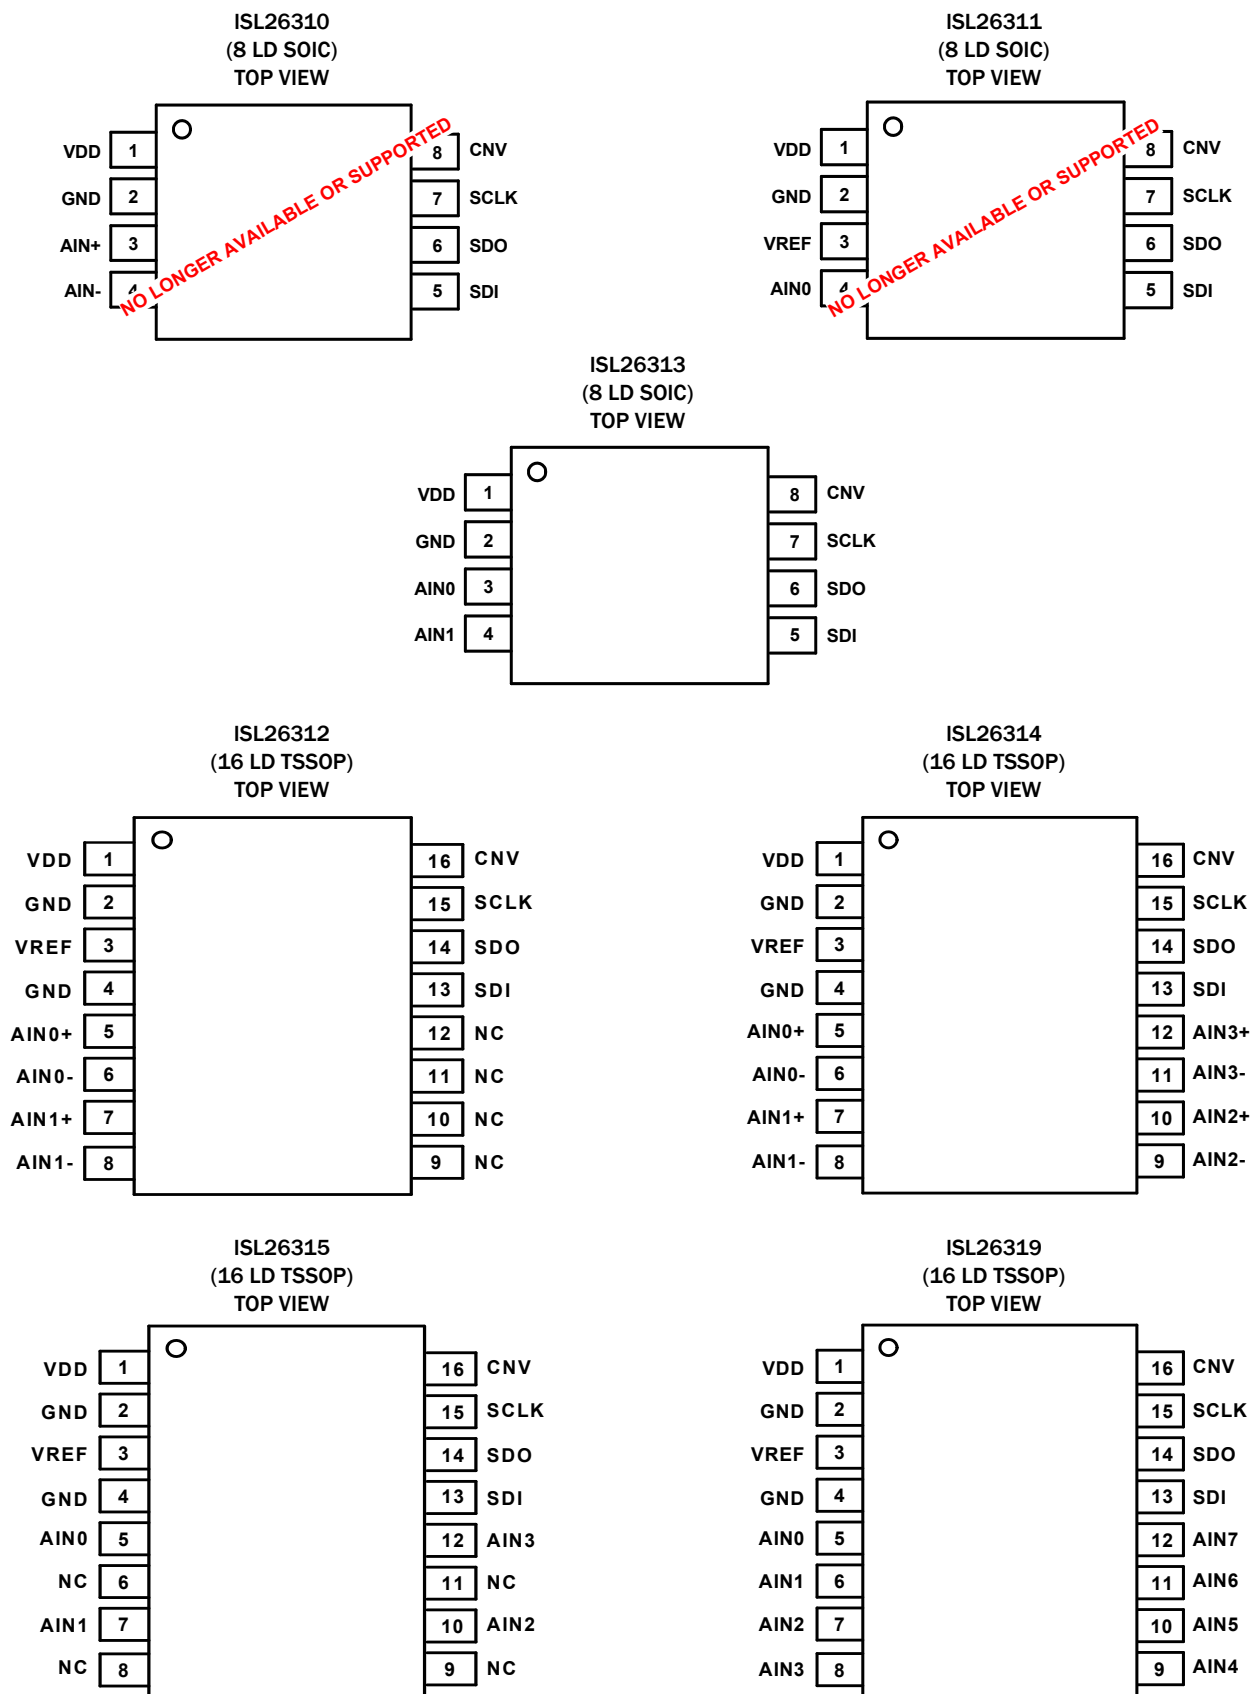 ISL26310
(8 LD SOIC)
TOP VIEW
VDD 1
GND 2
AIN+ 3
AIN- 4
8 CNV
7 SCLK
6 SDO
5 SDI
NO LONGER AVAILABLE OR SUPPORTED
ISL26311
(8 LD SOIC)
TOP VIEW
VDD 1
GND 2
VREF 3
AIN0 4
8 CNV
7 SCLK
6 SDO
5 SDI
NO LONGER AVAILABLE OR SUPPORTED
ISL26313
(8 LD SOIC)
TOP VIEW
VDD 1
GND 2
AIN0 3
AIN1 4
8 CNV
7 SCLK
6 SDO
5 SDI
ISL26312
(16 LD TSSOP)
TOP VIEW
VDD 1
GND 2
VREF 3
GND 4
AIN0+ 5
AIN0- 6
AIN1+ 7
AIN1- 8
16 CNV
15 SCLK
14 SDO
13 SDI
12 NC
11 NC
10 NC
9 NC
ISL26314
(16 LD TSSOP)
TOP VIEW
VDD 1
GND 2
VREF 3
GND 4
AIN0+ 5
AIN0- 6
AIN1+ 7
AIN1- 8
16 CNV
15 SCLK
14 SDO
13 SDI
12 AIN3+
11 AIN3-
10 AIN2+
9 AIN2-
ISL26315
(16 LD TSSOP)
TOP VIEW
VDD 1
GND 2
VREF 3
GND 4
AIN0 5
NC 6
AIN1 7
NC 8
16 CNV
15 SCLK
14 SDO
13 SDI
12 AIN3
11 NC
10 AIN2
9 NC
ISL26319
(16 LD TSSOP)
TOP VIEW
VDD 1
GND 2
VREF 3
GND 4
AIN0 5
AIN1 6
AIN2 7
AIN3 8
16 CNV
15 SCLK
14 SDO
13 SDI
12 AIN7
11 AIN6
10 AIN5
9 AIN4